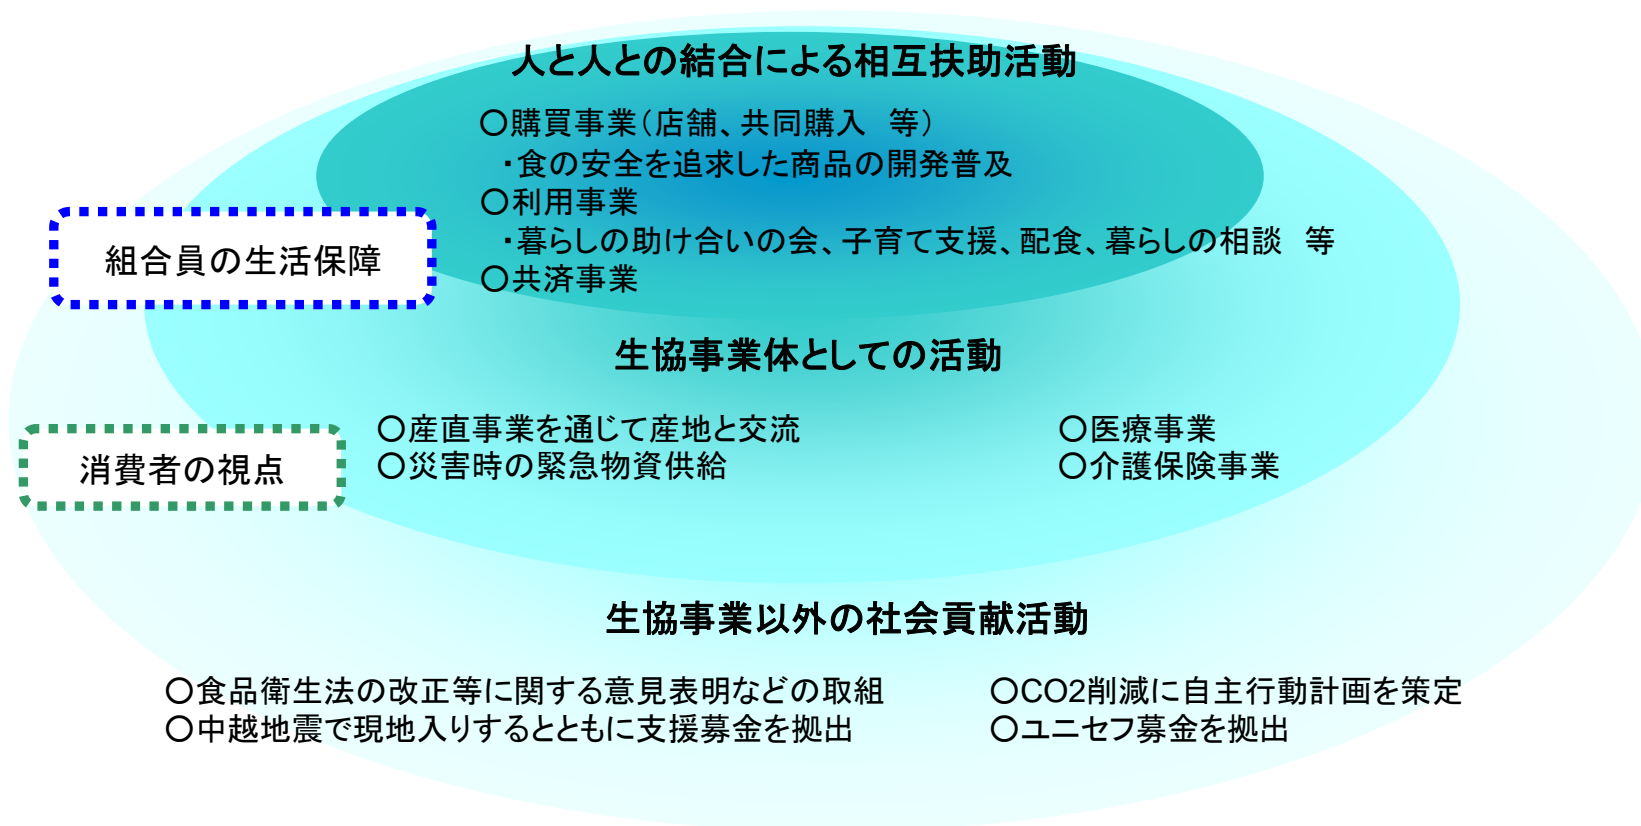 人と人との結合による相互扶助活動
〇購買事業（店舗、共同購入　等）
・食の安全を追求した商品の開発普及
〇利用事業
・暮らしの助け合いの会、子育て支援、配食、暮らしの相談　等
〇共済事業
組合員の生活保障
生協事業体としての活動
〇産直事業を通じて産地と交流
〇災害時の緊急物資供給
〇医療事業
〇介護保険事業
消費者の視点
生協事業以外の社会貢献活動
〇食品衛生法の改正等に関する意見表明などの取組
〇中越地震で現地入りするとともに支援募金を拠出
〇CO2削減に自主行動計画を策定
〇ユニセフ募金を拠出